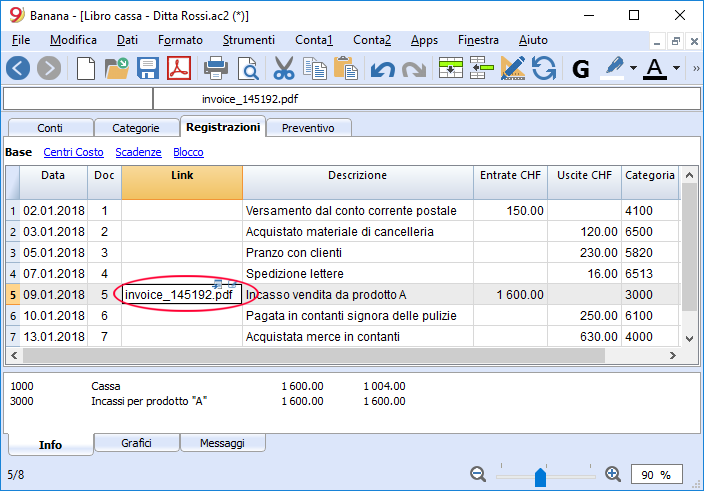 Banana - [Libro cassa - Ditta Rossi.ac2 (*)]
File Modifica Dati Formato Strumenti Conta1 Conta2 Apps Finestra Aiuto
G A »
invoice_145192.pdf
Conti Categorie Registrazioni Preventivo
Base Centri Costo Scadenze Blocco
Data Doc Link Descrizione Entrate CHF Uscite CHF Categoria
1 02.01.2018 1 Versamento dal conto corrente postale 150.00 4100
2 03.01.2018 2 Acquistato materiale di cancelleria 120.00 6500
3 05.01.2018 3 Pranzo con clienti 230.00 5820
4 07.01.2018 4 Spedizione lettere 16.00 6513
5 09.01.2018 5 invoice_145192.pdf Incasso vendita da prodotto A 1 600.00 3000
6 10.01.2018 6 Pagata in contanti signora delle pulizie 250.00 6100
7 13.01.2018 7 Acquistata merce in contanti 630.00 4000
1000 Cassa 1 600.00 1 004.00
3000 Incassi per prodotto "A" 1 600.00 1 600.00
Info Grafici Messaggi
5/8 90 %